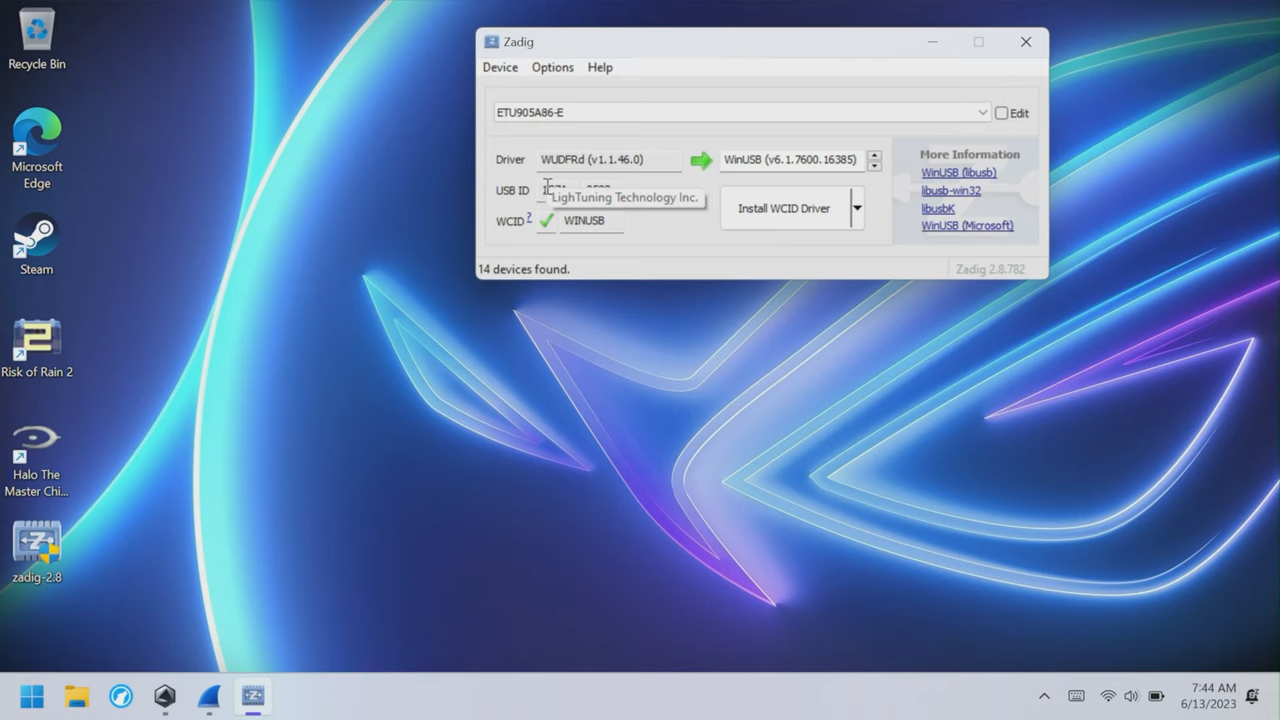 Recycle Bin
Microsoft
Edge
Steam
Risk of Rain 2
Halo The
Master Chi...
zadig-2.8
Zadig
Device Options Help
ETU905A86-E
Edit
Driver WUDFRd (v1.1.46.0) WinUSB (v6.1.7600.16385)
USB ID
LighTuning Technology Inc.
WCID ? WINUSB
Install WCID Driver
More Information
WinUSB (libusb)
libusb-win32
libusbK
WinUSB (Microsoft)
14 devices found.
Zadig 2.8.782
7:44 AM
6/13/2023